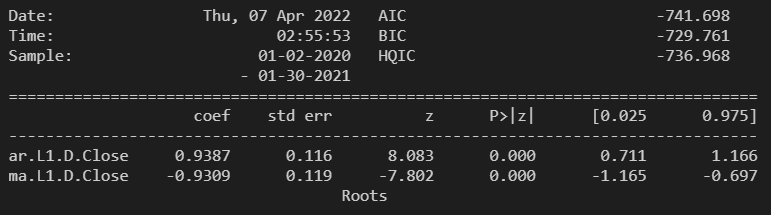 Date: Thu, 07 Apr 2022 AIC -741.698
Time: 02:55:53 BIC -729.761
Sample: 01-02-2020 HQIC -736.968
- 01-30-2021
==============================================================================
coef std err z P>|z| [0.025 0.975]
------------------------------------------------------------------------------
ar.L1.D.Close 0.9387 0.116 8.083 0.000 0.711 1.166
ma.L1.D.Close -0.9309 0.119 -7.802 0.000 -1.165 -0.697
Roots